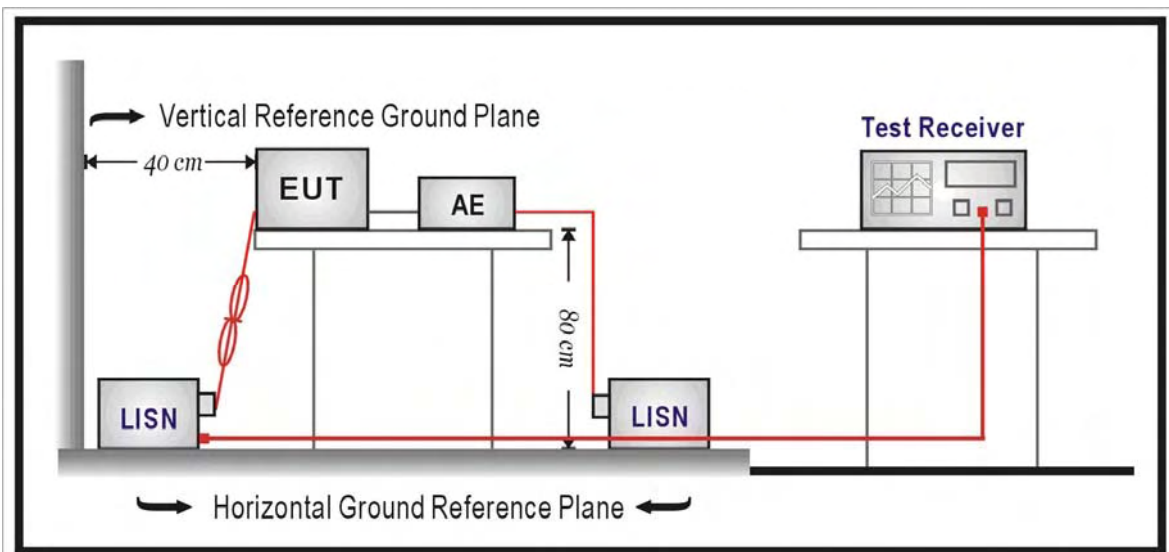 Vertical Reference Ground Plane
Test Receiver
40 cm
EUT
AE
80 cm
LISN
LISN
Horizontal Ground Reference Plane